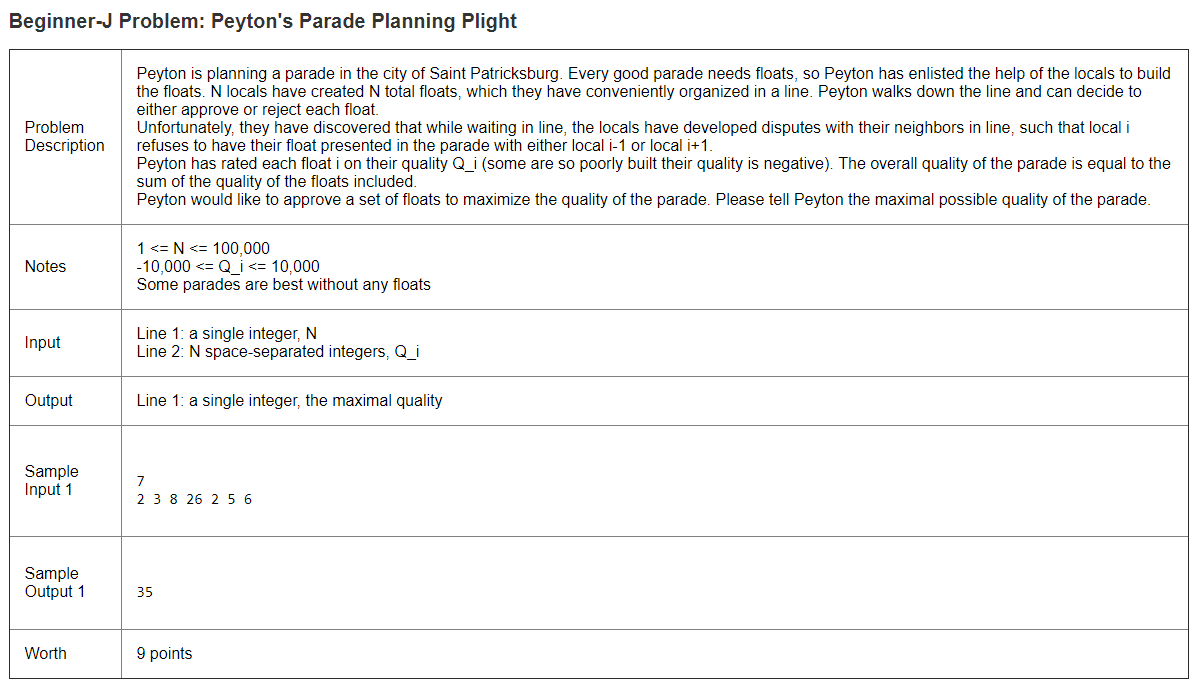 Beginner-J Problem: Peyton's Parade Planning Plight
Problem
Description
Peyton is planning a parade in the city of Saint Patricksburg. Every good parade needs floats, so Peyton has enlisted the help of the locals to build
the floats. N locals have created N total floats, which they have conveniently organized in a line. Peyton walks down the line and can decide to
either approve or reject each float.
Unfortunately, they have discovered that while waiting in line, the locals have developed disputes with their neighbors in line, such that local i
refuses to have their float presented in the parade with either local i-1 or local i+1.
Peyton has rated each float i on their quality Q_i (some are so poorly built their quality is negative). The overall quality of the parade is equal to the
sum of the quality of the floats included.
Peyton would like to approve a set of floats to maximize the quality of the parade. Please tell Peyton the maximal possible quality of the parade.
Notes
1 <= N <= 100,000
-10,000 <= Q_i <= 10,000
Some parades are best without any floats
Input
Line 1: a single integer, N
Line 2: N space-separated integers, Q_i
Output
Line 1: a single integer, the maximal quality
Sample
Input 1
7
2 3 8 26 2 5 6
Sample
Output 1
35
Worth
9 points